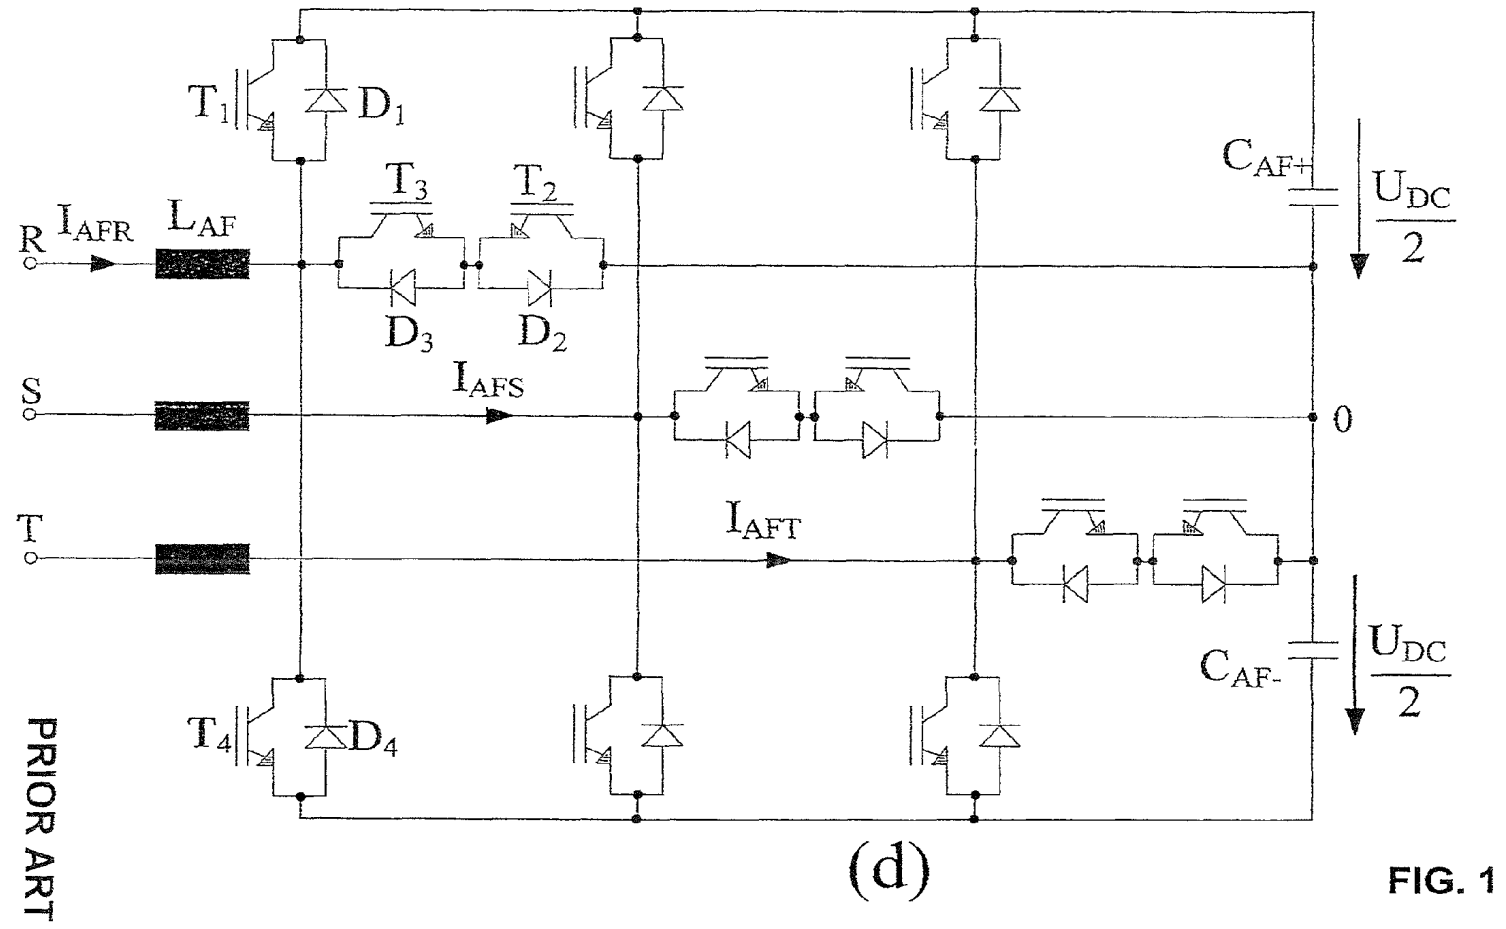 T1
D1
CAF+
UDC
2
T3
T2
R
IAFR
LAF
D3
D2
S
IAFS
0
T
IAFT
CAF-
UDC
2
T4
D4
PRIOR ART
(d)
FIG. 1